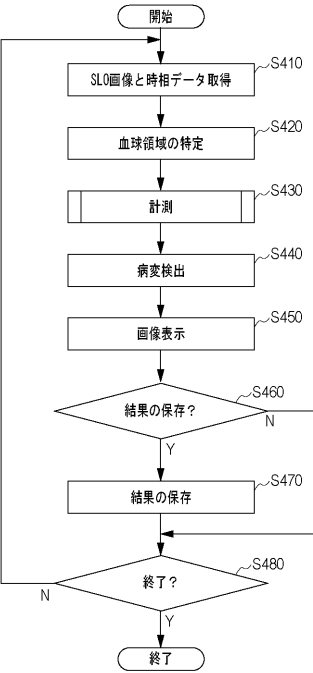 開始
S410
SLO画像と時相データ取得
S420
血球領域の特定
S430
計測
S440
病変検出
S450
画像表示
S460
結果の保存?
N
Y
S470
結果の保存
S480
終了?
N
Y
終了